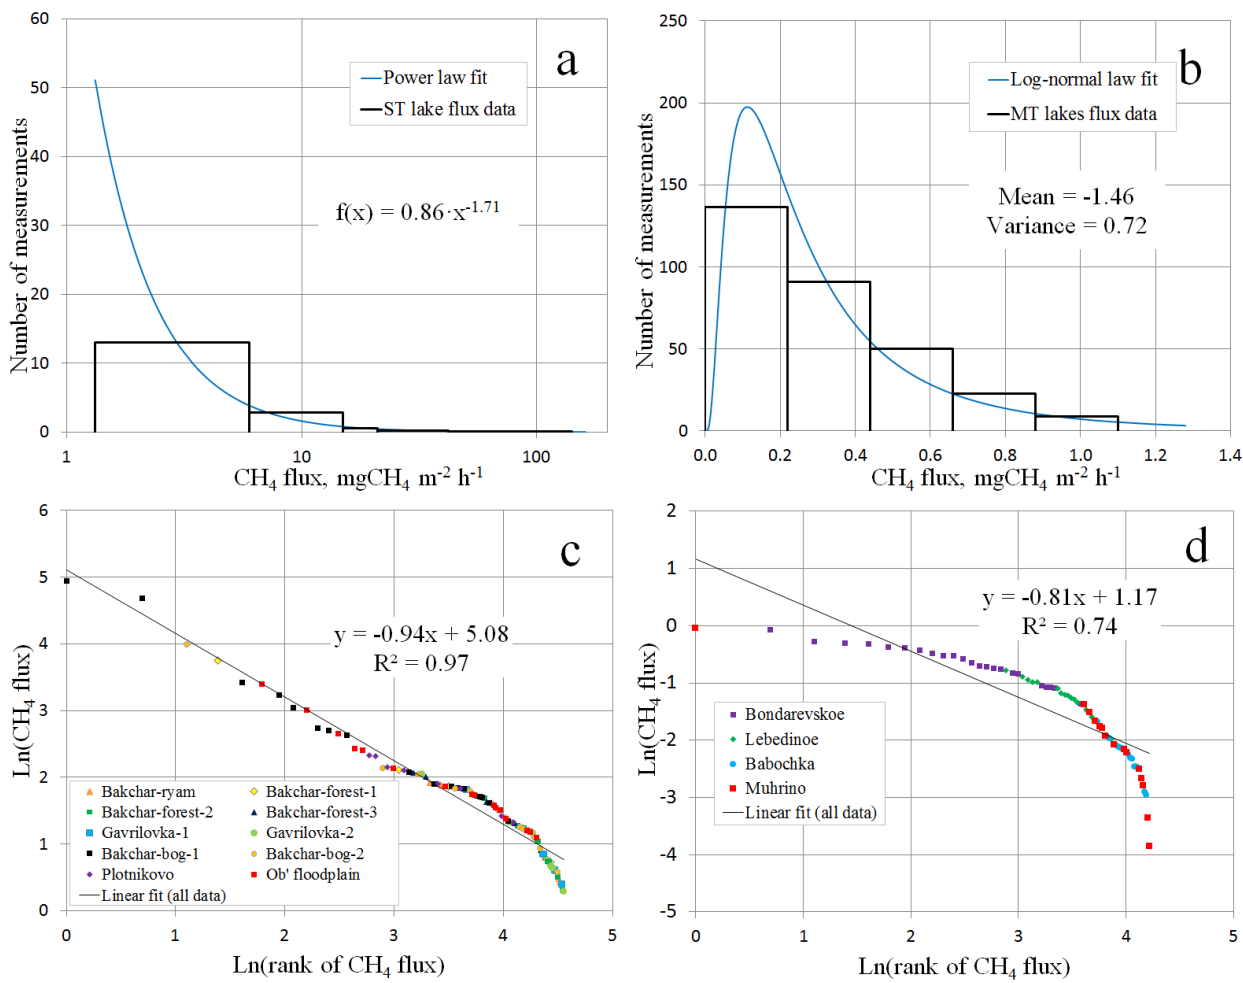 a
Number of measurements
60
50
40
30
20
10
0
Power law fit
ST lake flux data
f(x) = 0.86·x^-1.71
1
10
100
CH₄ flux, mgCH₄ m⁻² h⁻¹
b
Number of measurements
250
200
150
100
50
0
Log-normal law fit
MT lakes flux data
Mean = -1.46
Variance = 0.72
0.0
0.2
0.4
0.6
0.8
1.0
1.2
1.4
CH₄ flux, mgCH₄ m⁻² h⁻¹
c
Ln(CH₄ flux)
6
5
4
3
2
1
0
y = -0.94x + 5.08
R² = 0.97
Bakchar-ryam
Bakchar-forest-1
Bakchar-forest-2
Bakchar-forest-3
Gavrilovka-1
Gavrilovka-2
Bakchar-bog-1
Bakchar-bog-2
Plotnikovo
Ob' floodplain
Linear fit (all data)
0
1
2
3
4
5
Ln(rank of CH₄ flux)
d
Ln(CH₄ flux)
2
1
0
-1
-2
-3
-4
-5
y = -0.81x + 1.17
R² = 0.74
Bondarevskoe
Lebedinoe
Babochka
Muhrino
Linear fit (all data)
0
1
2
3
4
5
Ln(rank of CH₄ flux)